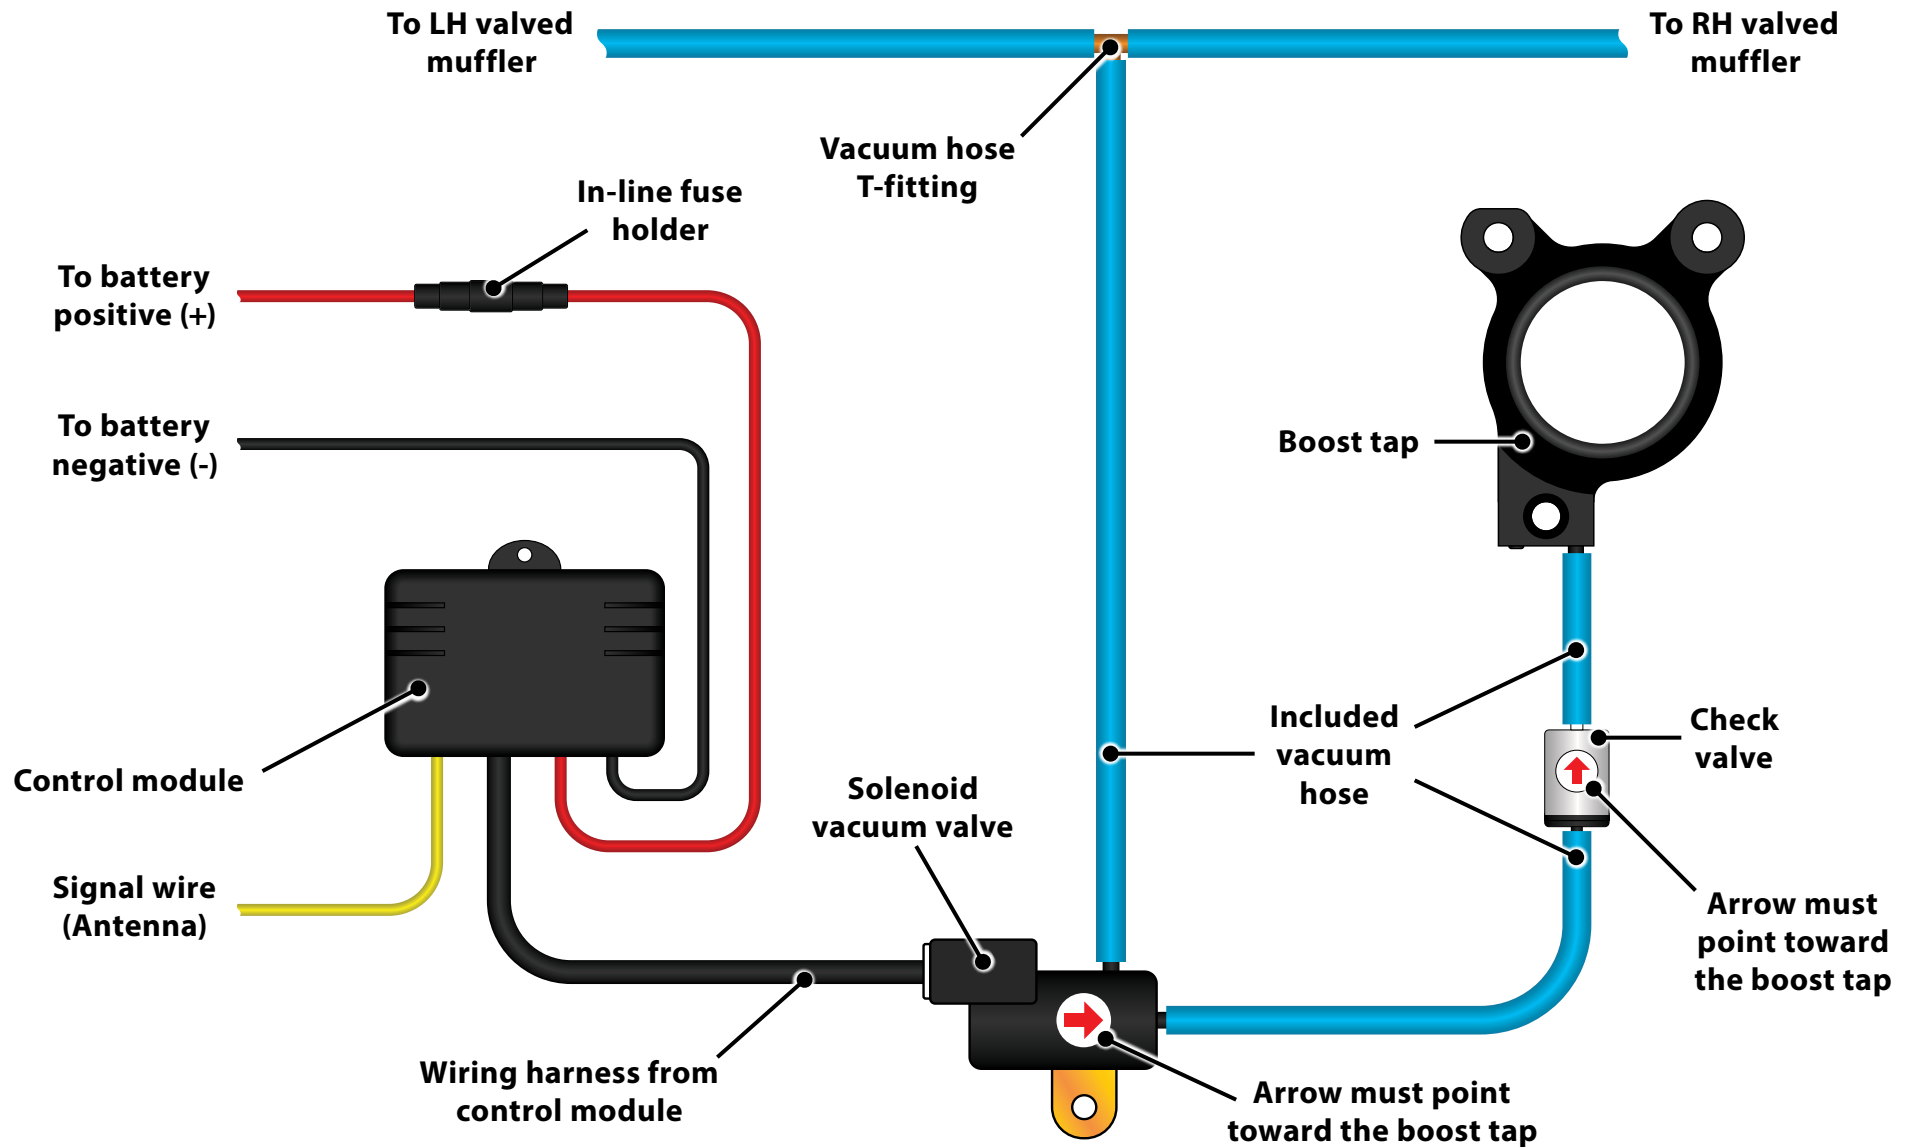 To LH valved
muffler
To RH valved
muffler
Vacuum hose
T-fitting
In-line fuse
holder
To battery
positive (+)
To battery
negative (-)
Boost tap
Control module
Included
vacuum
hose
Check
valve
Solenoid
vacuum valve
Signal wire
(Antenna)
Arrow must
point toward
the boost tap
Wiring harness from
control module
Arrow must point
toward the boost tap